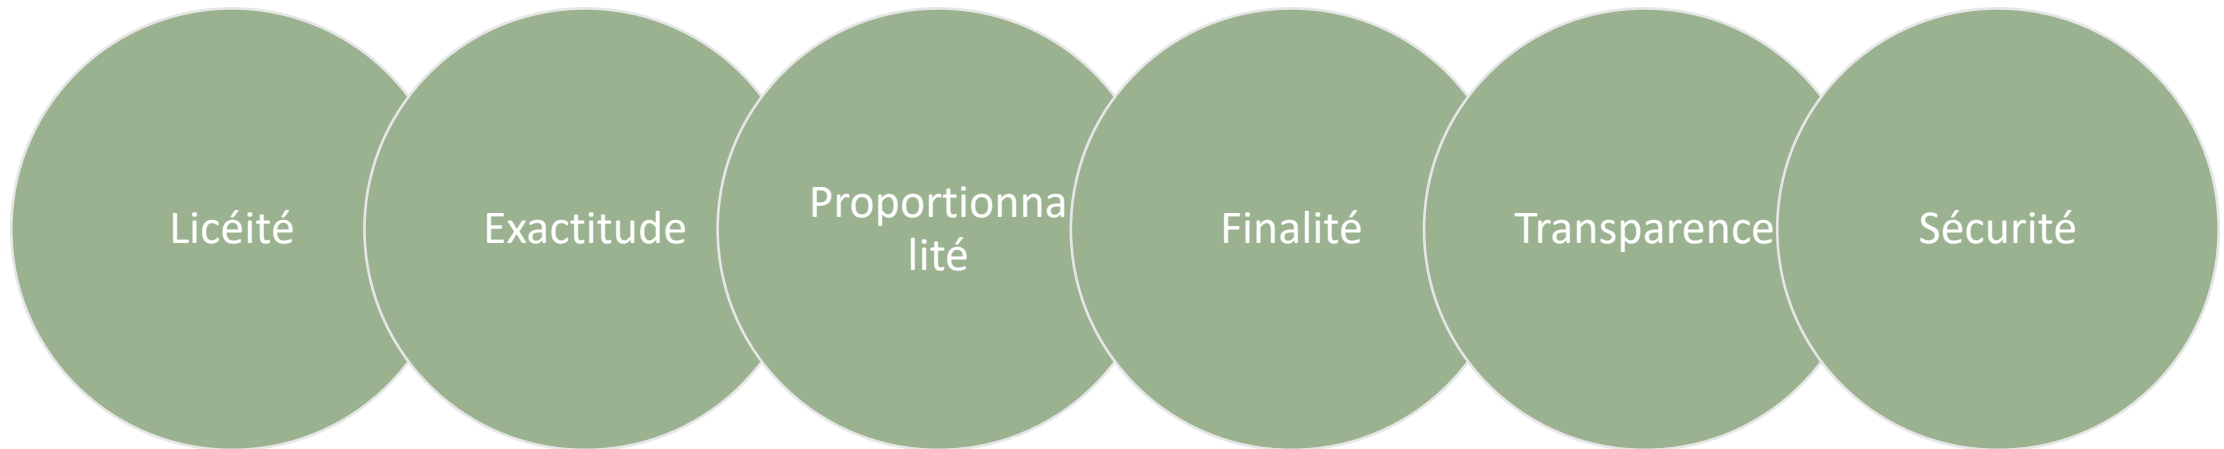 Licéité
Exactitude
Proportionna
lité
Finalité
Transparence
Sécurité